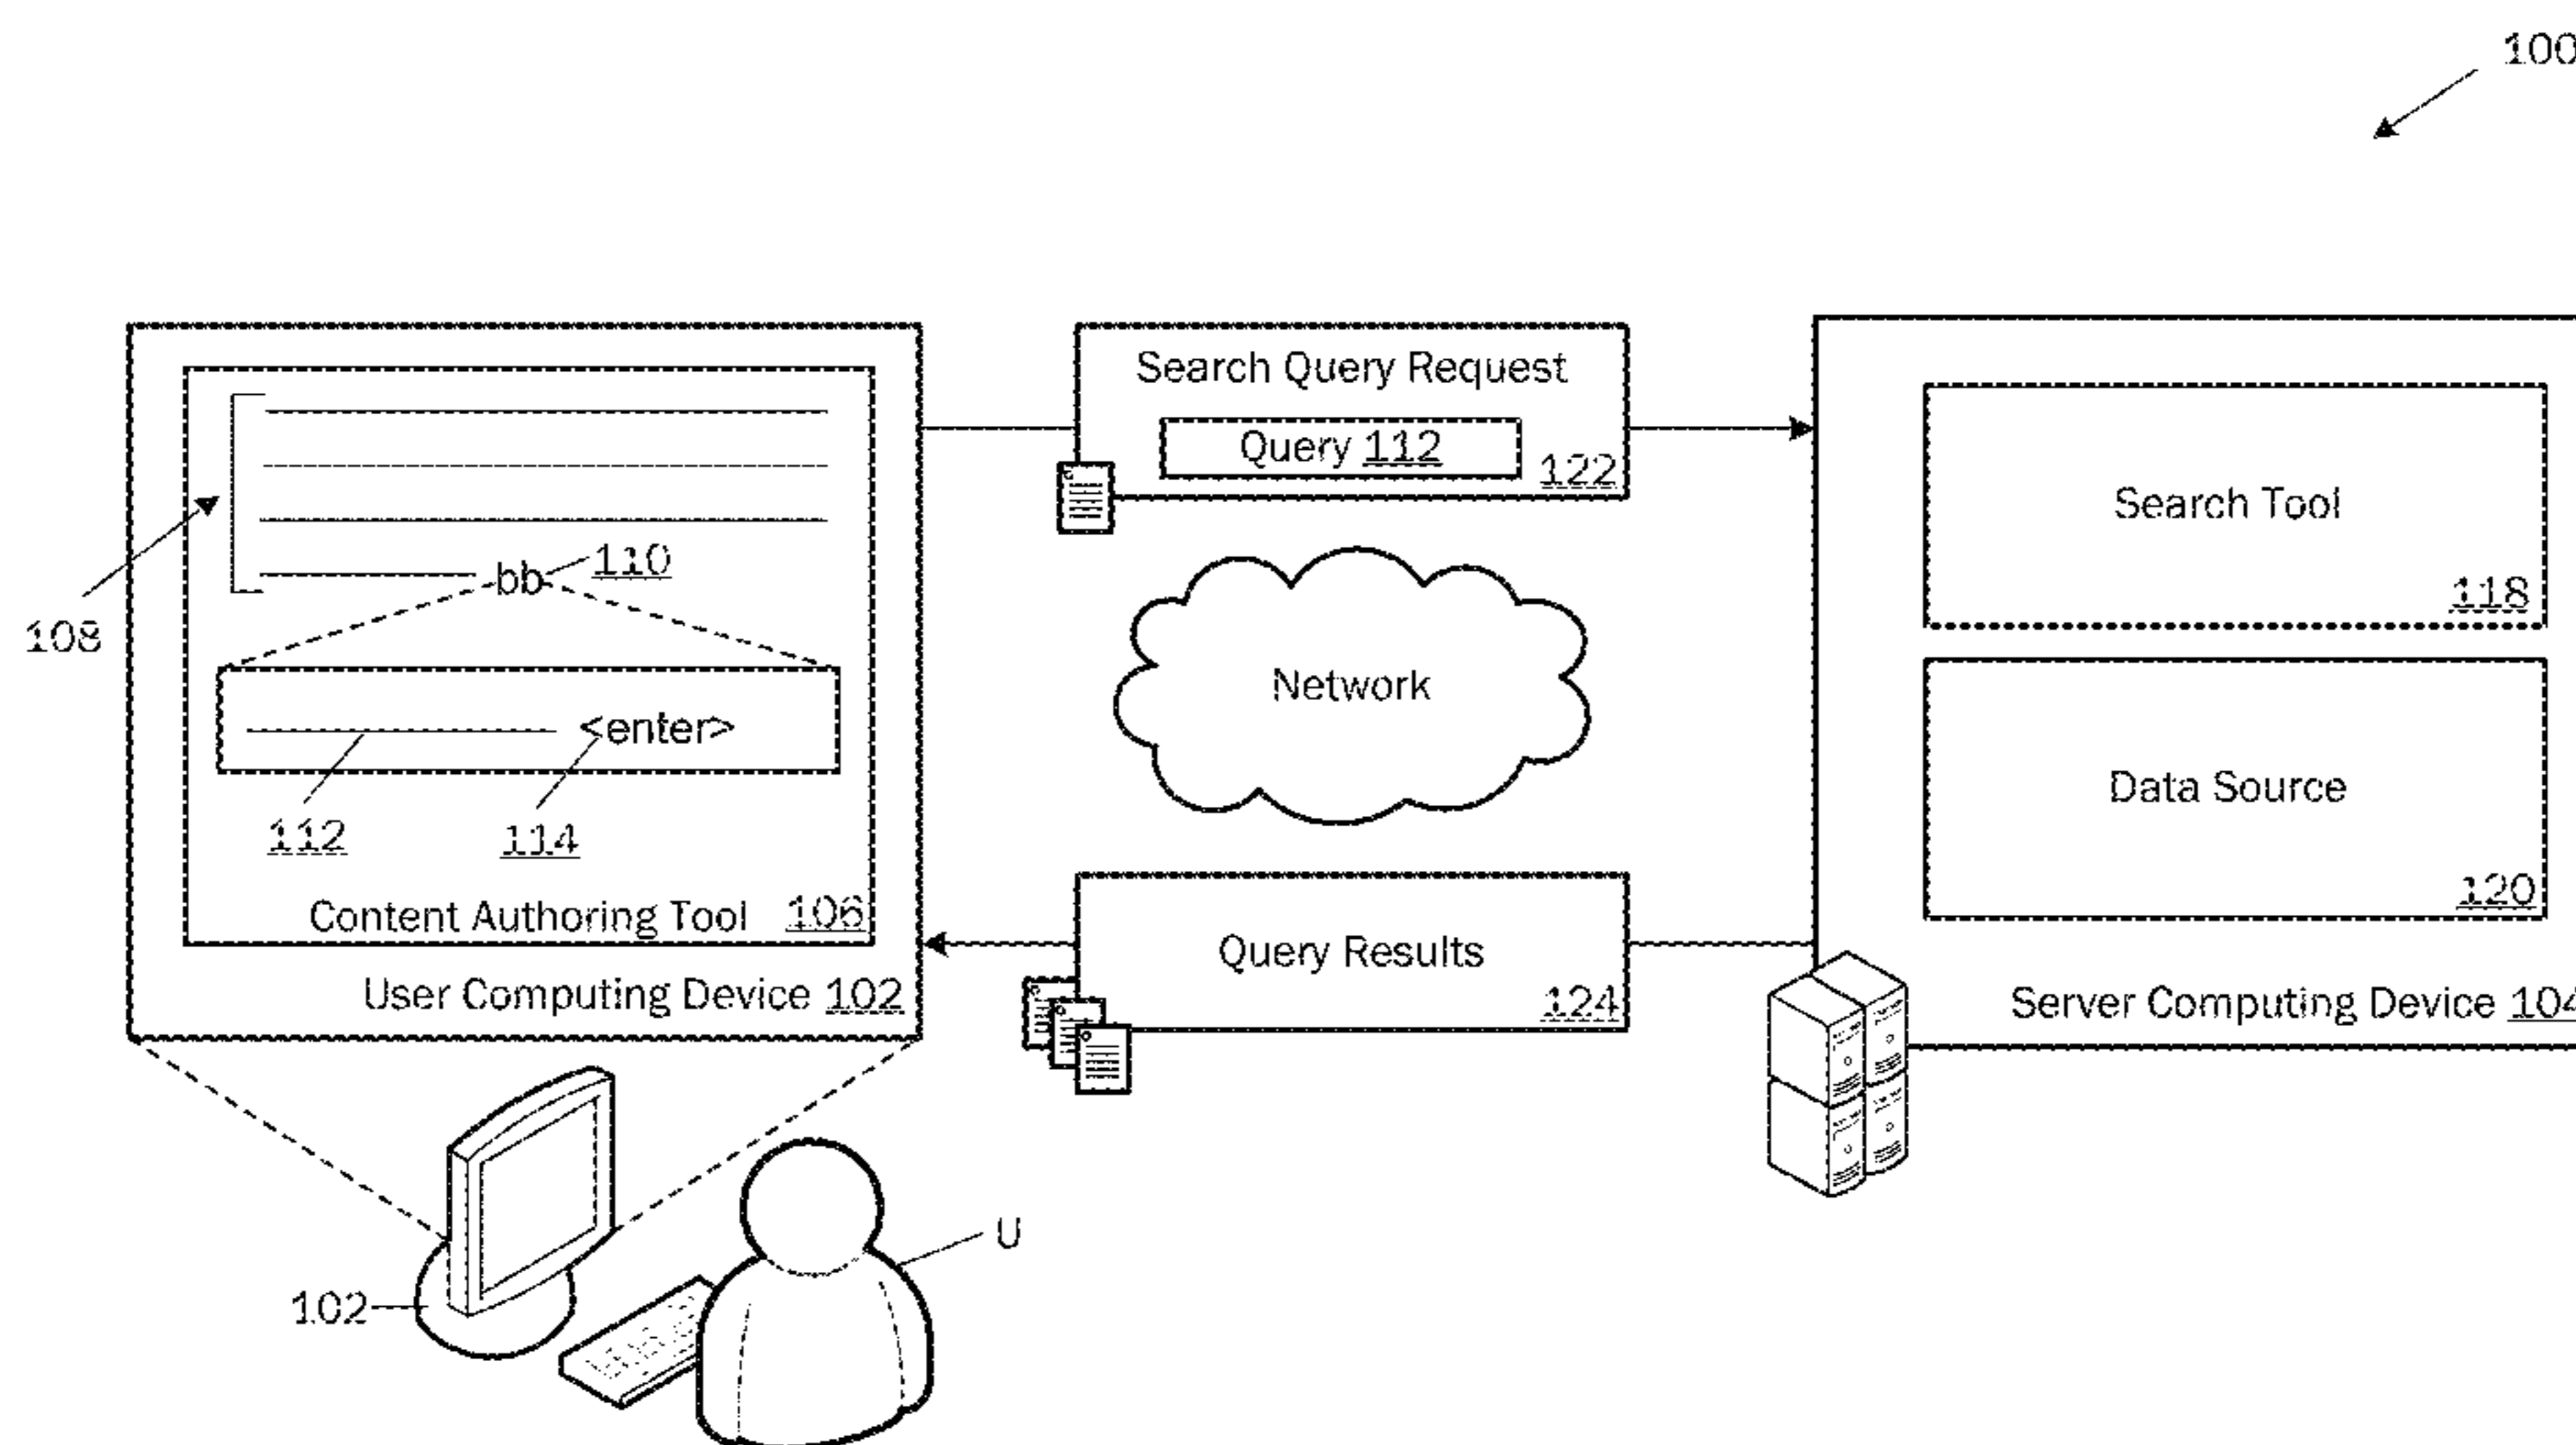 100
Search Query Request
Query 112
122
Search Tool
118
bb
110
108
Network
<enter>
112
114
Data Source
120
Content Authoring Tool 106
Query Results
124
User Computing Device 102
Server Computing Device 104
U
102